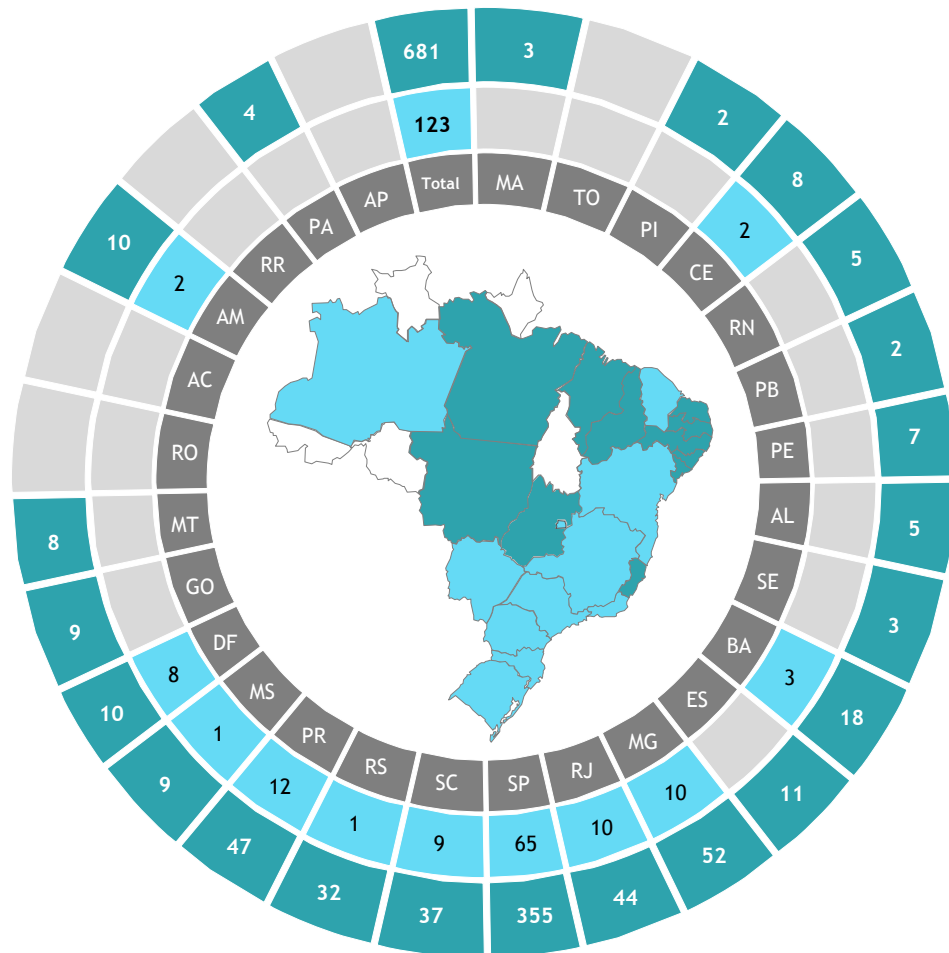 Total 123 681
MA 3
TO
PI 2
CE 2 8
RN 5
PB 2
PE 7
AL 5
SE 3
BA 3 18
ES 11
MG 10 52
RJ 10 44
SP 65 355
SC 9 37
RS 1 32
PR 12 47
MS 1 9
DF 8 10
GO 9
MT 8
RO
AC
AM 2 10
RR
PA 4
AP